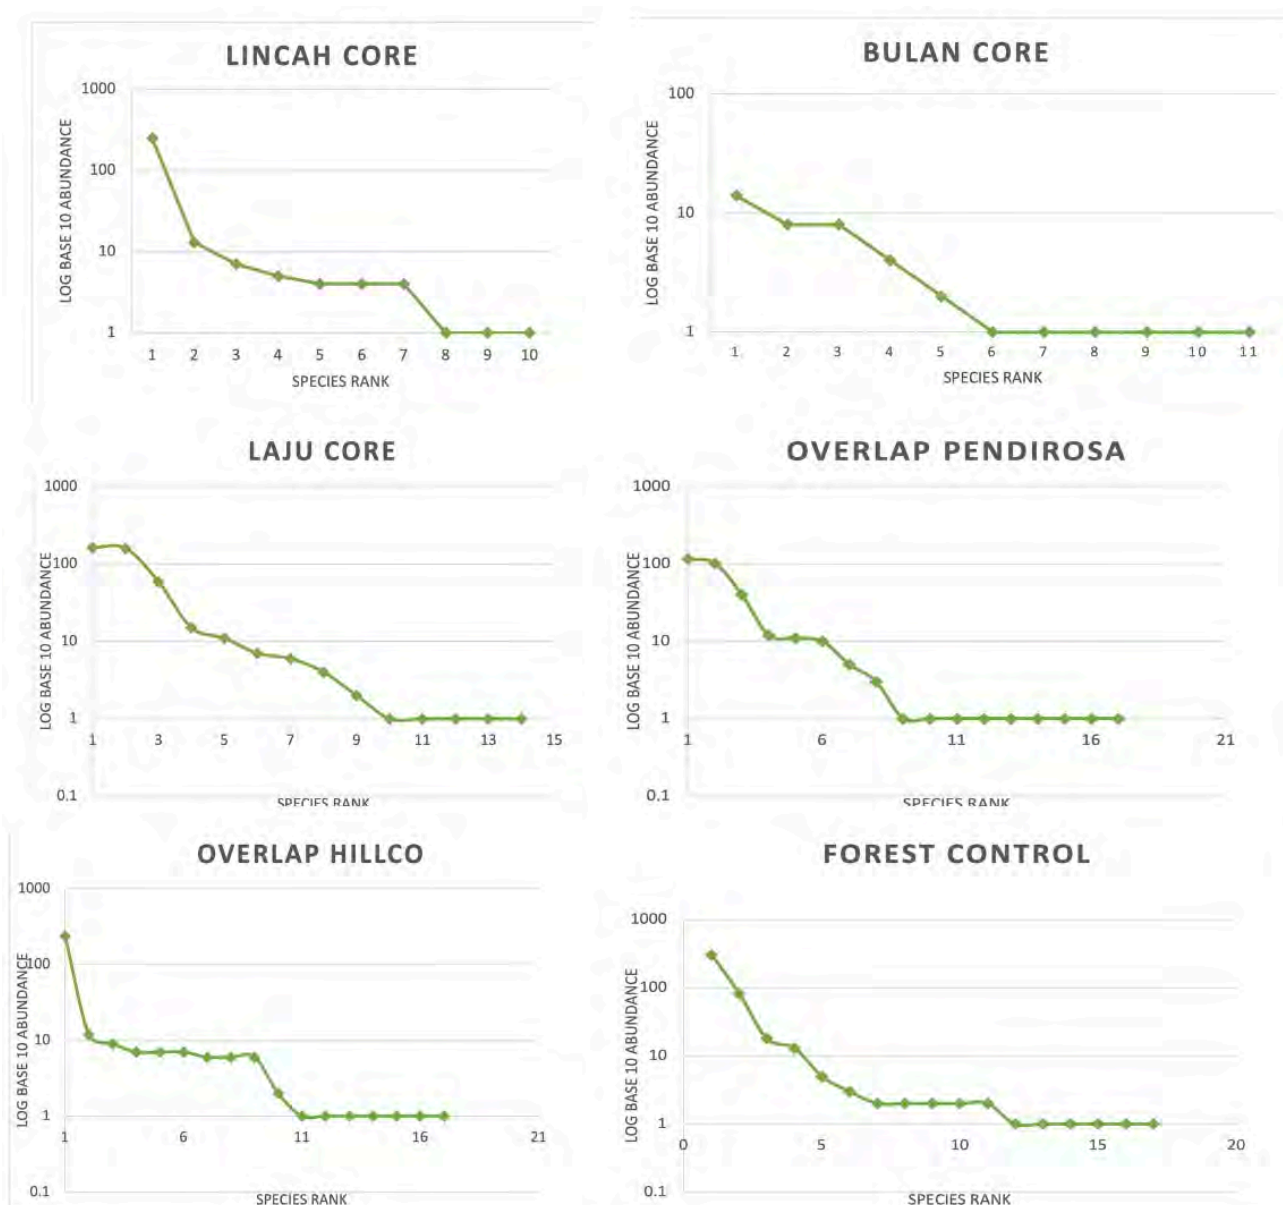 LINCAH CORE
1000
100
10
1
LOG BASE 10 ABUNDANCE
1 2 3 4 5 6 7 8 9 10
SPECIES RANK
BULAN CORE
100
10
1
LOG BASE 10 ABUNDANCE
1 2 3 4 5 6 7 8 9 10 11
SPECIES RANK
LAJU CORE
1000
100
10
1
0.1
LOG BASE 10 ABUNDANCE
1 3 5 7 9 11 13 15
SPECIES RANK
OVERLAP PENDIROSA
1000
100
10
1
0.1
LOG BASE 10 ABUNDANCE
1 6 11 16 21
SPECIES RANK
OVERLAP HILLCO
1000
100
10
1
0.1
LOG BASE 10 ABUNDANCE
1 6 11 16 21
SPECIES RANK
FOREST CONTROL
1000
100
10
1
0.1
LOG BASE 10 ABUNDANCE
0 5 10 15 20
SPECIES RANK